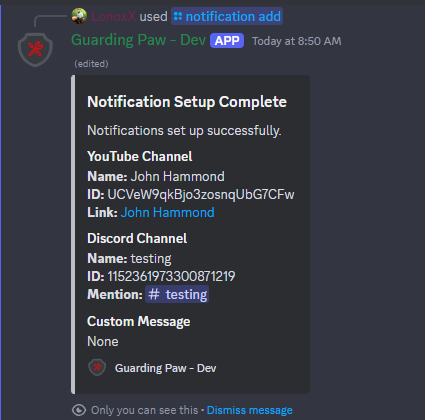 LonoxX used notification add
Guarding Paw - Dev APP Today at 8:50 AM
(edited)
Notification Setup Complete
Notifications set up successfully.
YouTube Channel
Name: John Hammond
ID: UCVeW9qkBjo3zosnqUbG7CFw
Link: John Hammond
Discord Channel
Name: testing
ID: 1152361973300871219
Mention: # testing
Custom Message
None
Guarding Paw - Dev
Only you can see this • Dismiss message